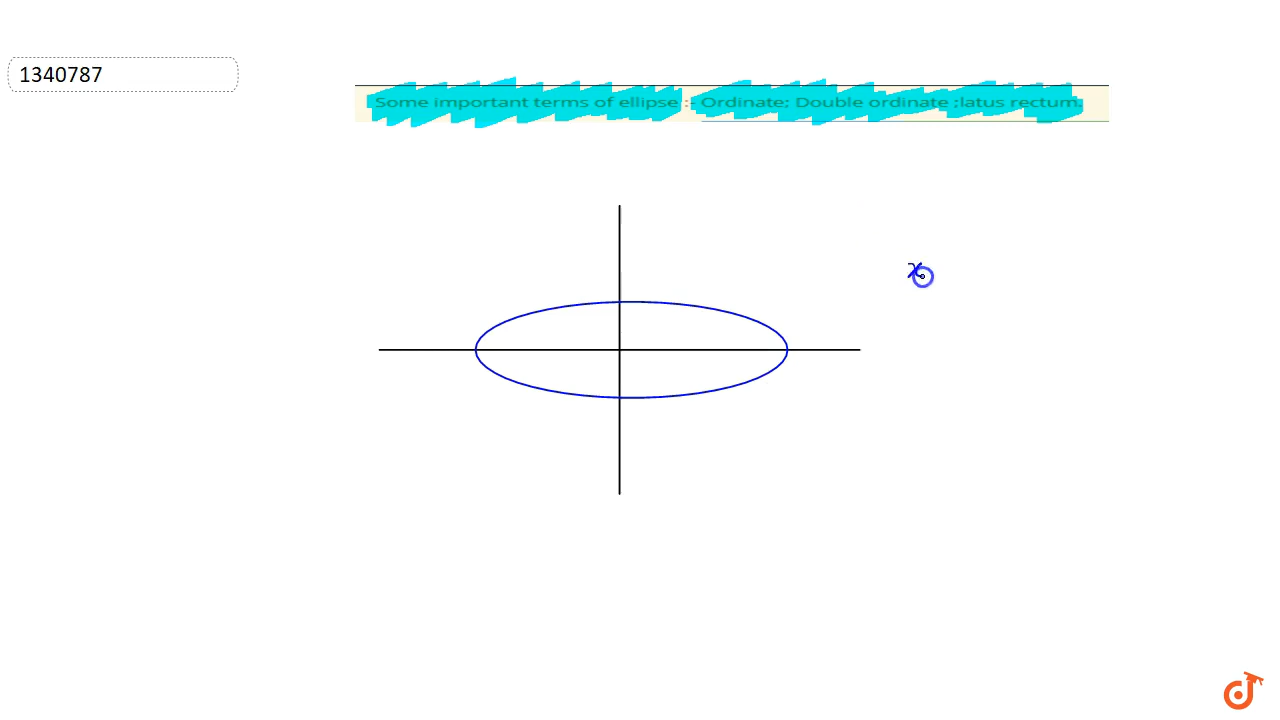 1340787
Some important terms of ellipse :- Ordinate; Double ordinate ;latus rectum.
x